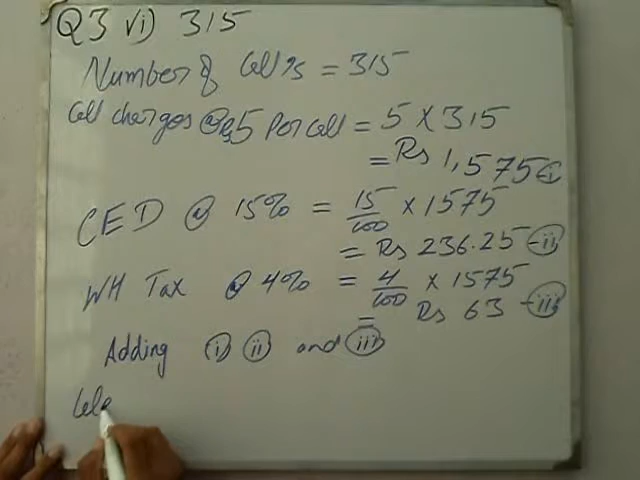 Q3 vi) 315
Number of Calls = 315
Call charges @ Rs 5 Per Call = 5 × 315
= Rs 1,575 – i
CED @ 15% = 15/100 × 1575
= Rs 236.25 – ii
WH Tax @ 4% = 4/100 × 1575
= Rs 63 – iii
Adding i ii and iii